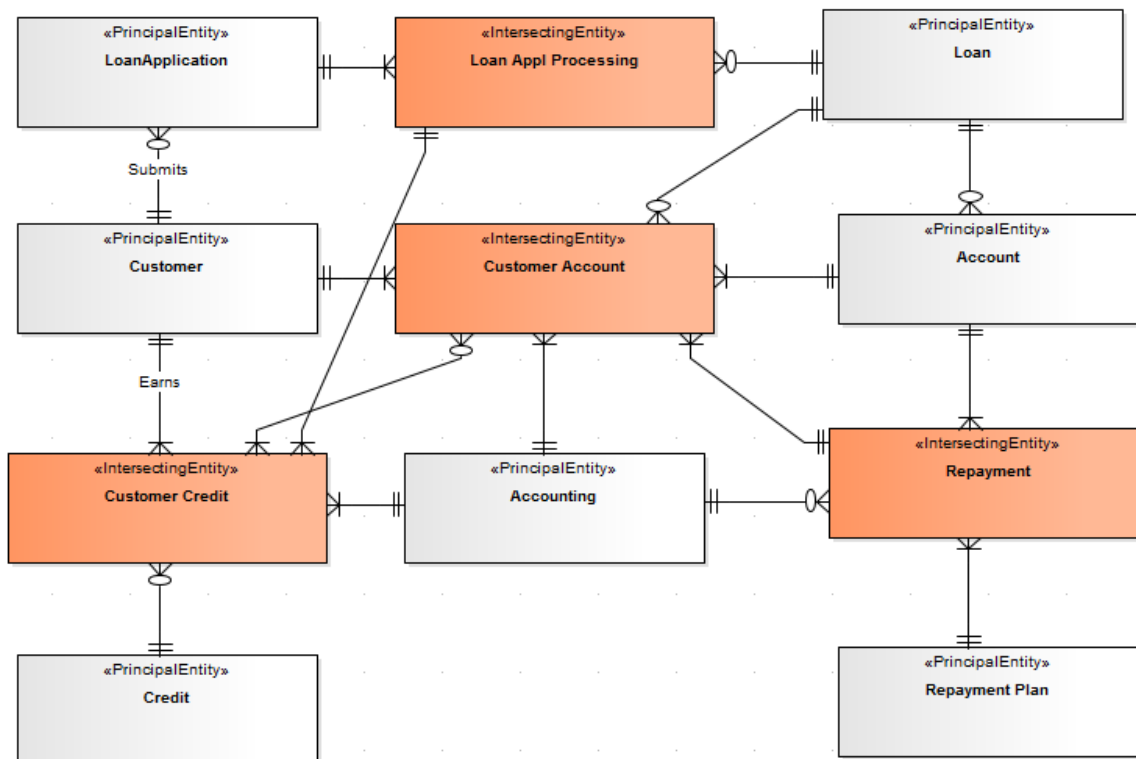 «PrincipalEntity»
LoanApplication
«IntersectingEntity»
Loan Appl Processing
«PrincipalEntity»
Loan
Submits
«PrincipalEntity»
Customer
«IntersectingEntity»
Customer Account
«PrincipalEntity»
Account
Earns
«IntersectingEntity»
Customer Credit
«PrincipalEntity»
Accounting
«IntersectingEntity»
Repayment
«PrincipalEntity»
Credit
«PrincipalEntity»
Repayment Plan